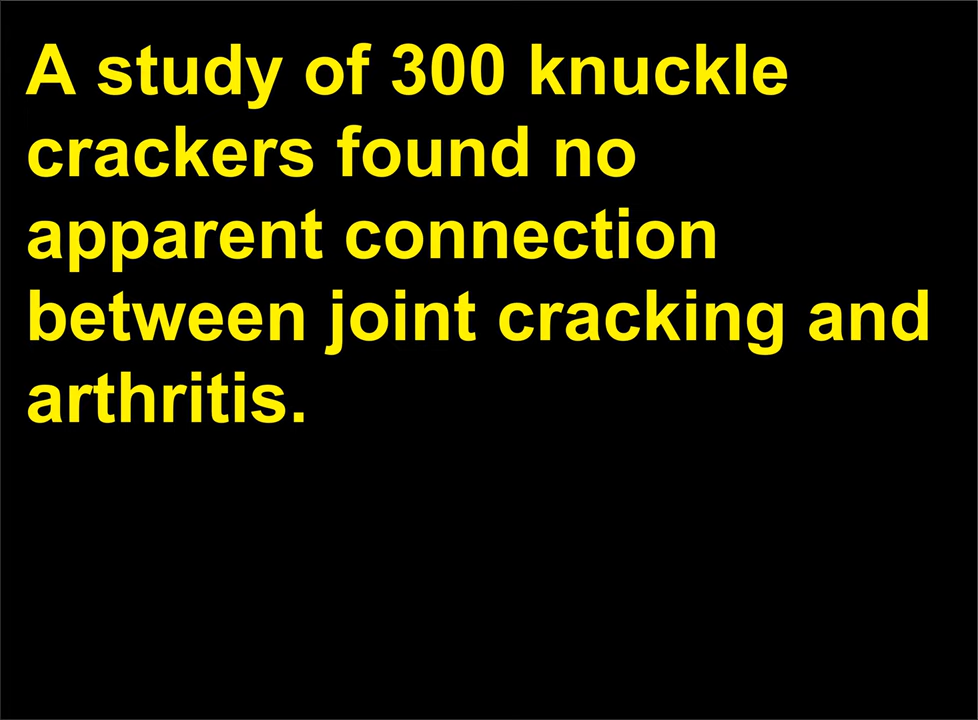 A study of 300 knuckle
crackers found no
apparent connection
between joint cracking and
arthritis.